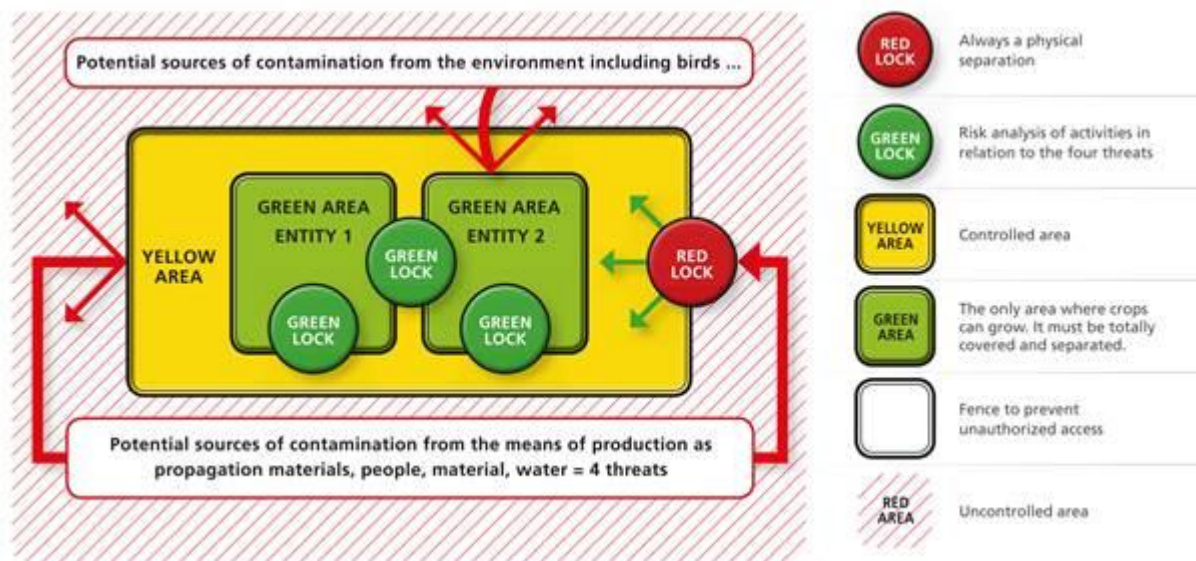 Potential sources of contamination from the environment including birds ...
GREEN AREA
ENTITY 1
GREEN AREA
ENTITY 2
YELLOW
AREA
GREEN
LOCK
RED
LOCK
GREEN
LOCK
GREEN
LOCK
Potential sources of contamination from the means of production as
propagation materials, people, material, water = 4 threats
RED
LOCK
Always a physical
separation
GREEN
LOCK
Risk analysis of activities in
relation to the four threats
YELLOW
AREA
Controlled area
GREEN
AREA
The only area where crops
can grow. It must be totally
covered and separated.
Fence to prevent
unauthorized access
RED
AREA
Uncontrolled area